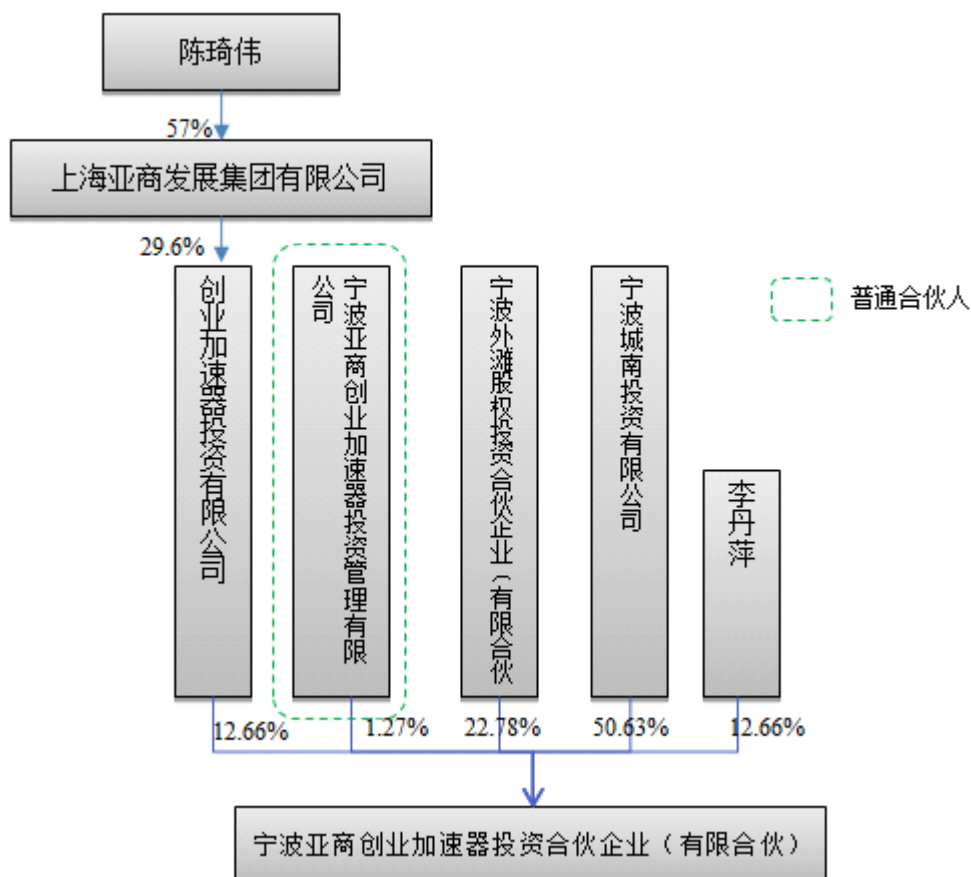 陈琦伟
57%
上海亚商发展集团有限公司
29.6%
创业加速器投资有限公司
宁波亚商创业加速器投资管理有限
公司
宁波外滩股权投资合伙企业（有限合伙
宁波城南投资有限公司
李丹萍
普通合伙人
12.66%
1.27%
22.78%
50.63%
12.66%
宁波亚商创业加速器投资合伙企业（有限合伙）